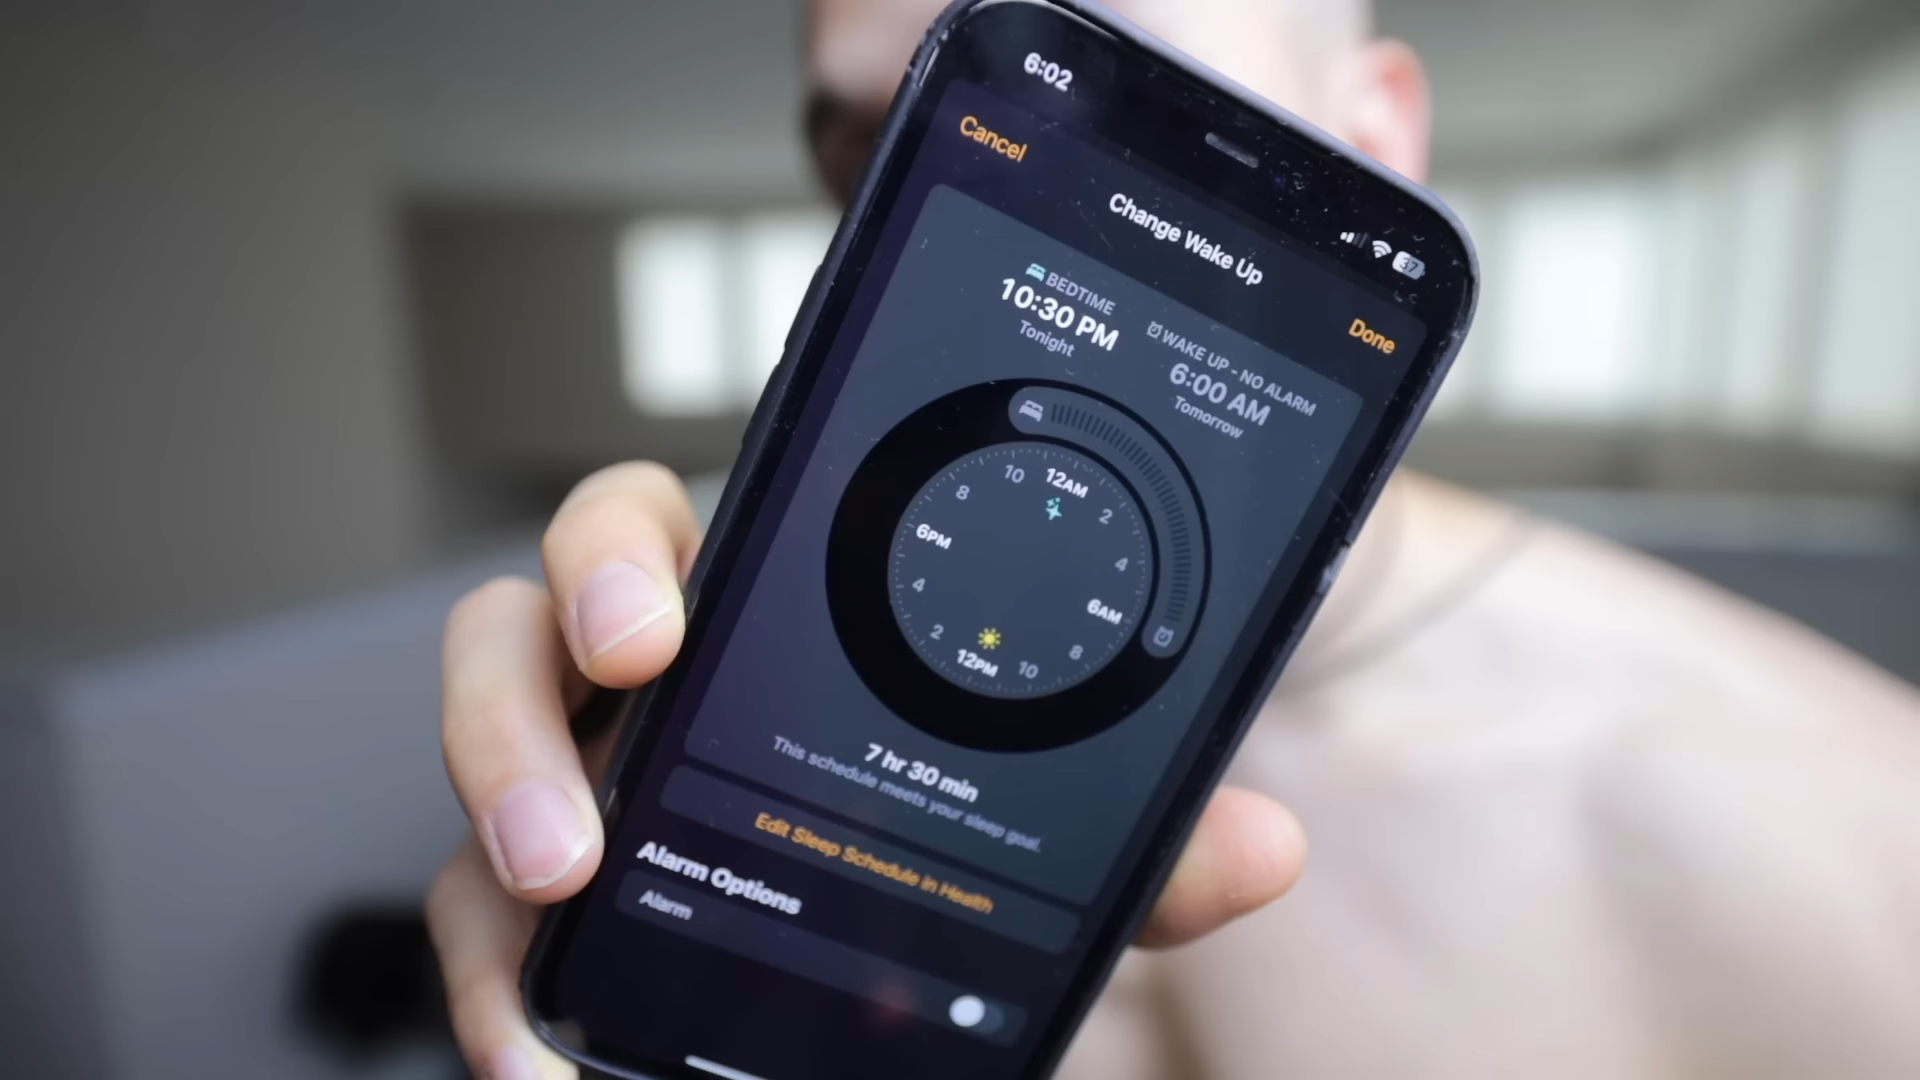 6:02
37
Cancel
Change Wake Up
Done
BEDTIME
10:30 PM
Tonight
WAKE UP - NO ALARM
6:00 AM
Tomorrow
12AM
2
4
6AM
8
10
12PM
2
4
6PM
8
10
7 hr 30 min
This schedule meets your sleep goal.
Edit Sleep Schedule in Health
Alarm Options
Alarm